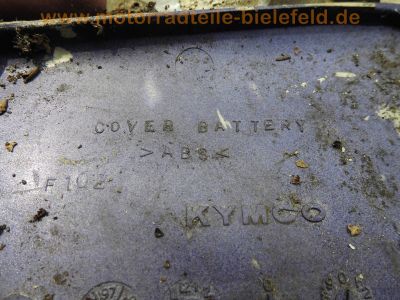 www.motorradteile-bielefeld.de
COVER BATTERY
>ABS<
F102
KYMCO